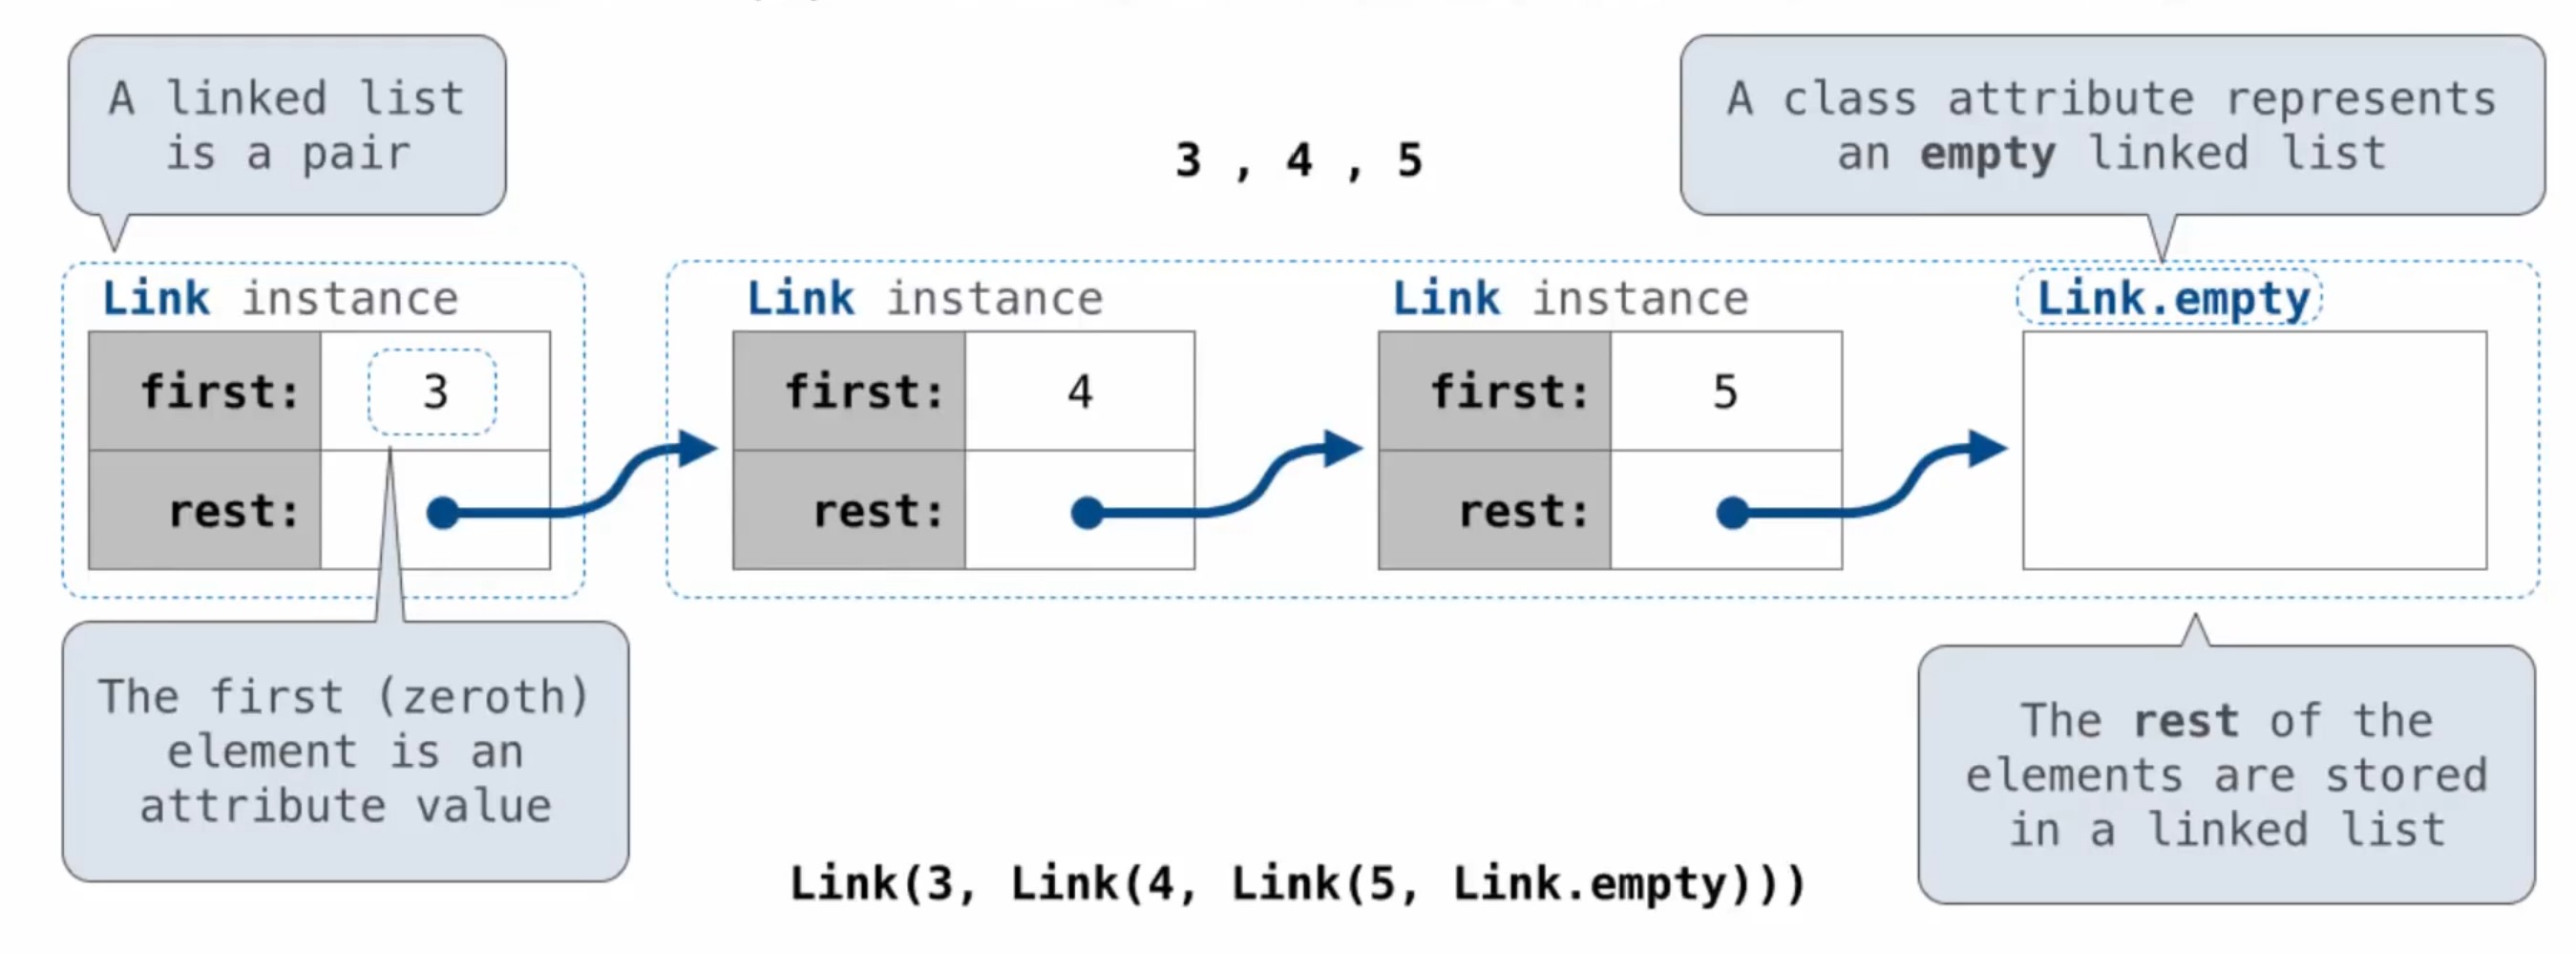 A linked list
is a pair
3 , 4 , 5
A class attribute represents
an empty linked list
Link instance
first: 3
rest:
Link instance
first: 4
rest:
Link instance
first: 5
rest:
Link.empty
The first (zeroth)
element is an
attribute value
The rest of the
elements are stored
in a linked list
Link(3, Link(4, Link(5, Link.empty)))